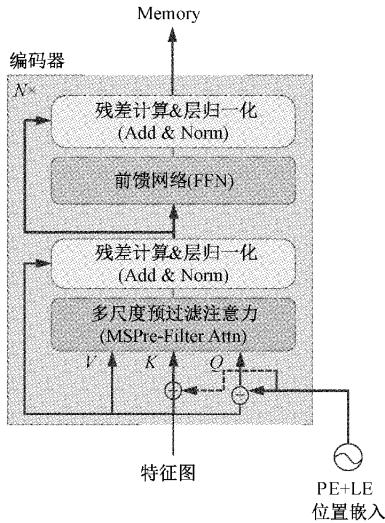 Memory
编码器
N×
残差计算&层归一化
(Add & Norm)
前馈网络(FFN)
残差计算&层归一化
(Add & Norm)
多尺度预过滤注意力
(MSPre-Filter Attn)
V K Q
特征图
PE+LE
位置嵌入